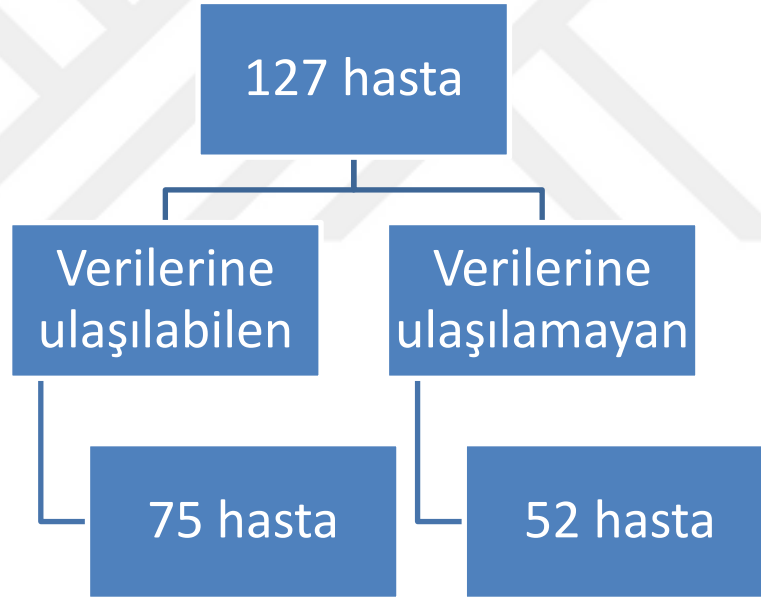 127 hasta
Verilerine
ulaşılabilen
Verilerine
ulaşılamayan
75 hasta
52 hasta